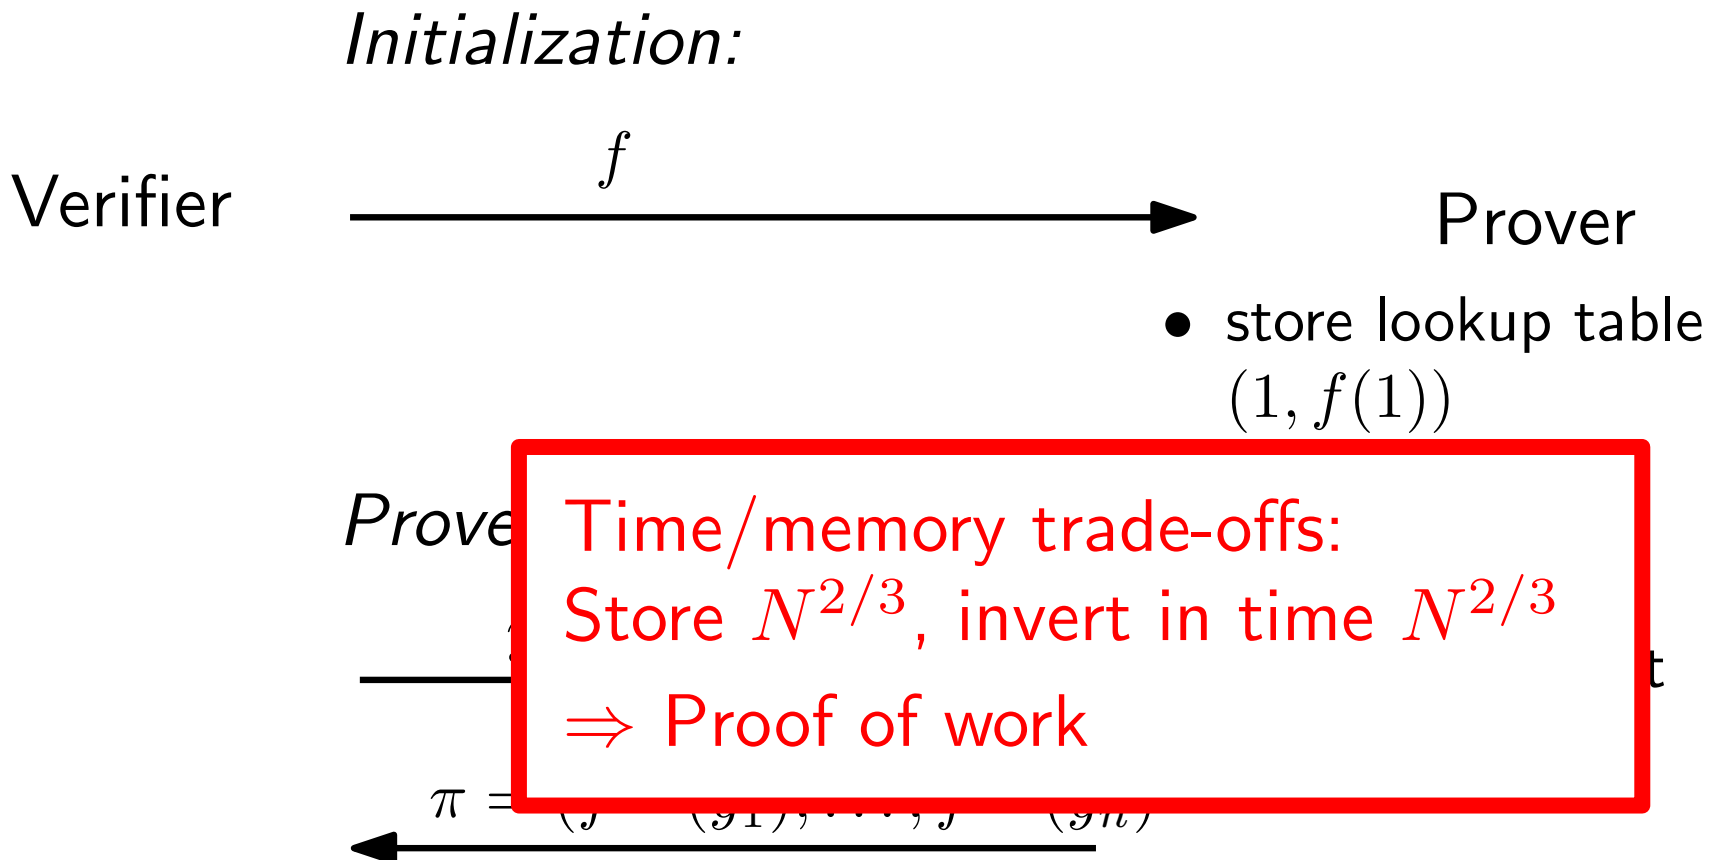 Initialization:
f
Verifier
Prover
• store lookup table
(1, f(1))
Prove
Time/memory trade-offs:
Store N^{2/3}, invert in time N^{2/3}
t
⇒ Proof of work
π =